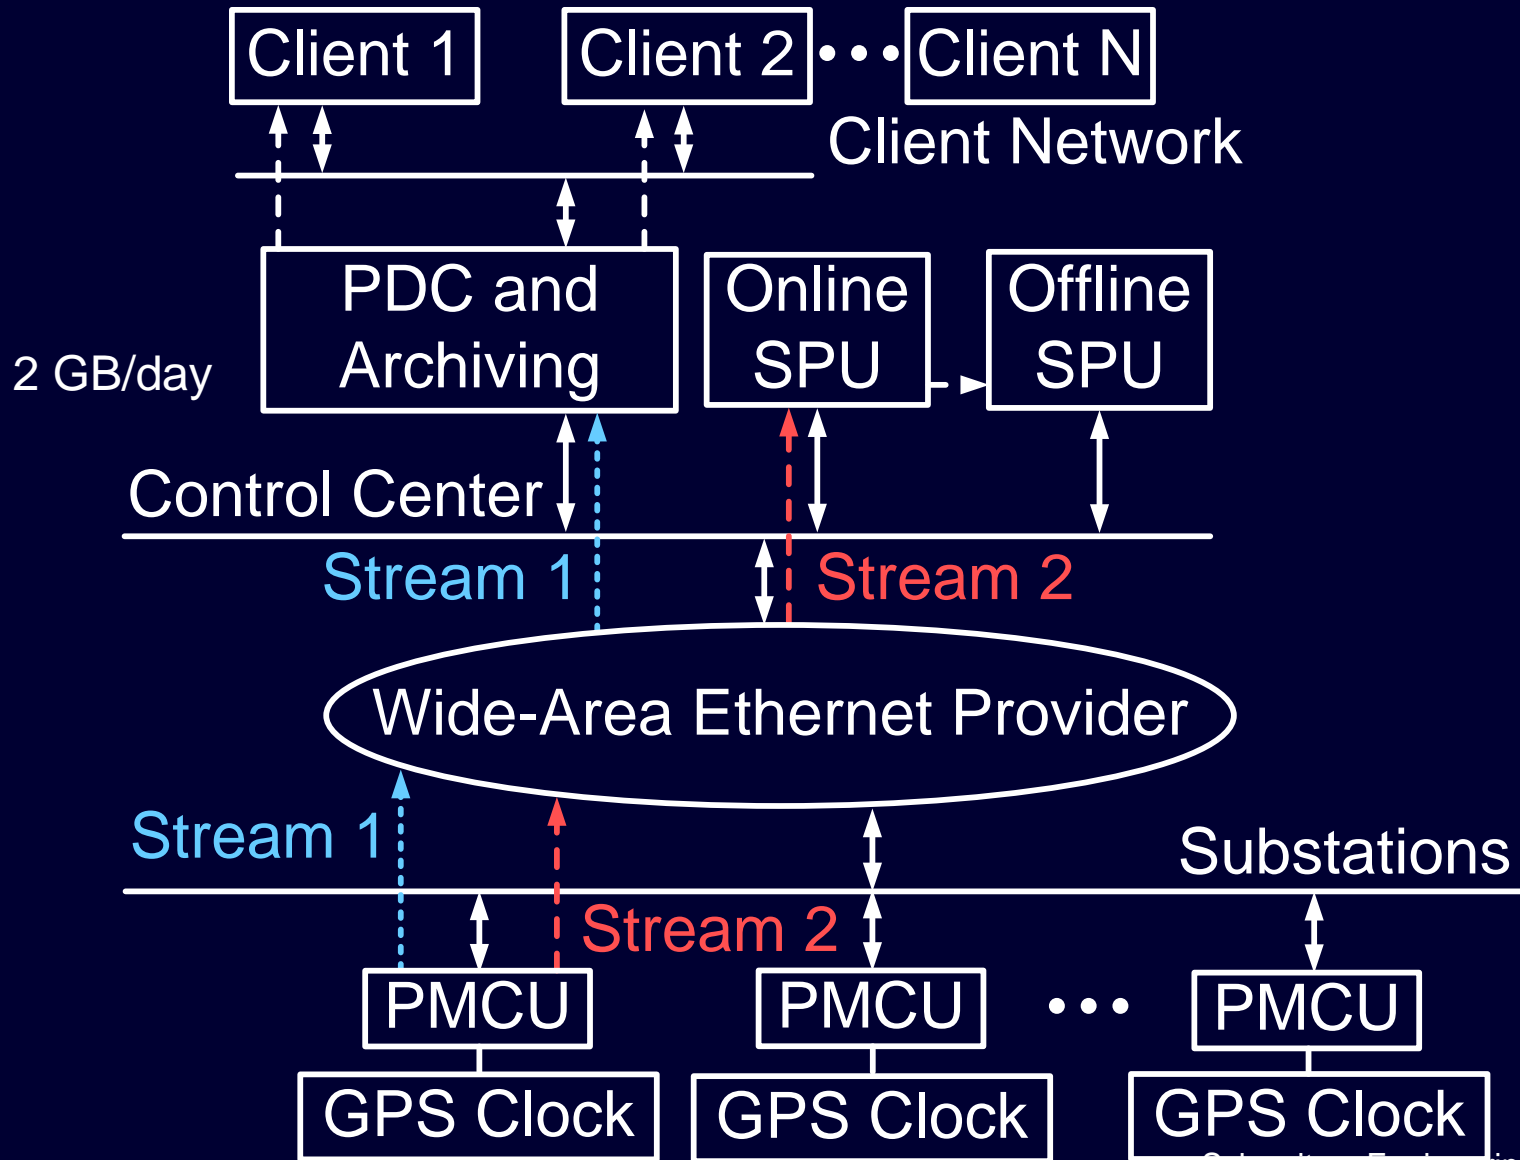 Client 1
Client 2
Client N
Client Network
PDC and
Archiving
Online
SPU
Offline
SPU
2 GB/day
Control Center
Stream 1
Stream 2
Wide-Area Ethernet Provider
Stream 1
Substations
Stream 2
PMCU
PMCU
PMCU
GPS Clock
GPS Clock
GPS Clock